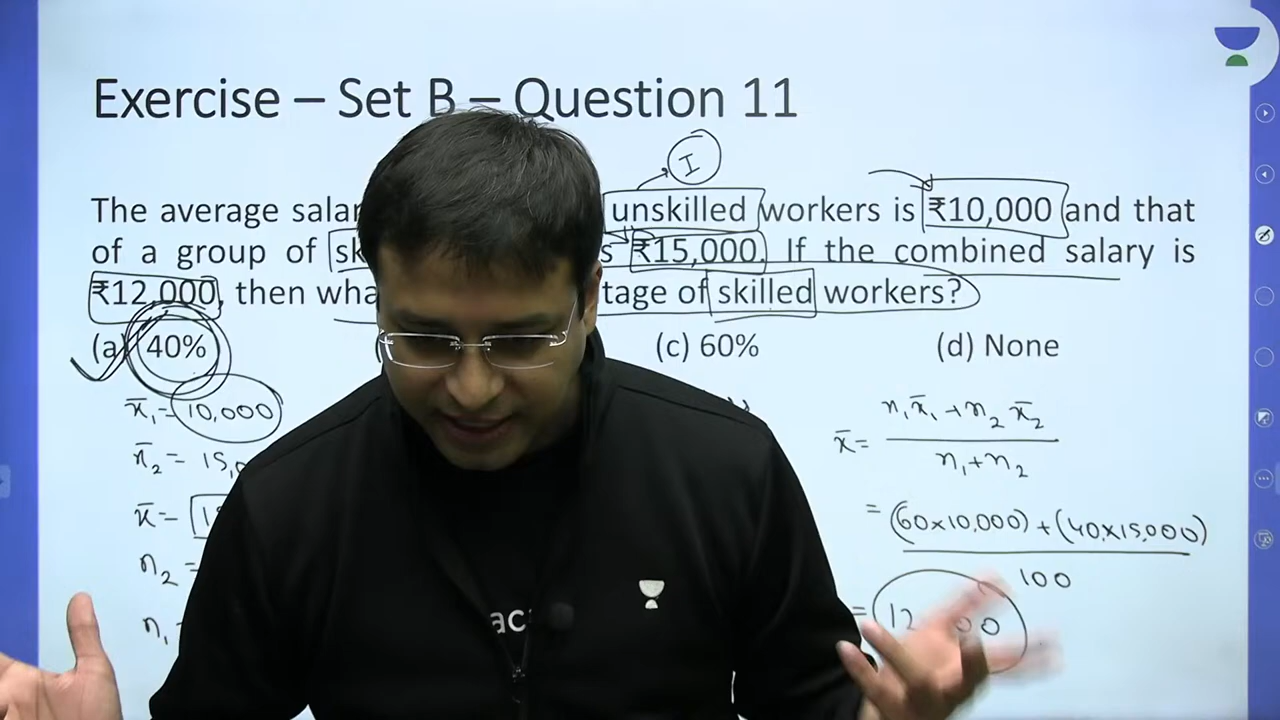 Exercise – Set B – Question 11
I
The average salar unskilled workers is ₹10,000 and that
of a group of sk s ₹15,000. If the combined salary is
₹12,000, then wha tage of skilled workers?
(a) 40% (c) 60% (d) None
x̄₁ = 10,000
x̄₂ = 15,0
x̄ =
n₂ =
n₁
x̄ = n₁x̄₁ + n₂x̄₂
n₁ + n₂
= (60×10,000) + (40×15,000)
100
= 12 00
ac